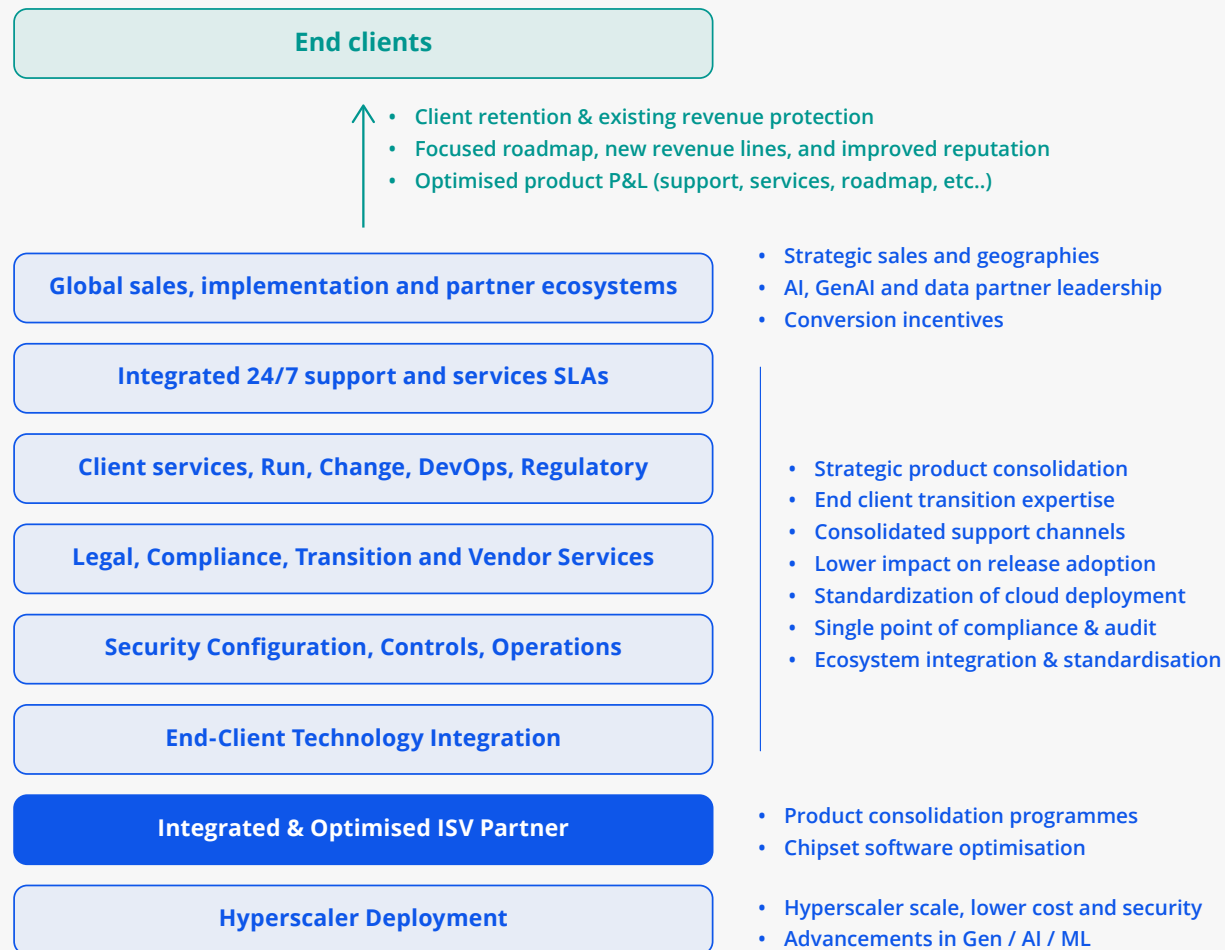 End clients
• Client retention & existing revenue protection
• Focused roadmap, new revenue lines, and improved reputation
• Optimised product P&L (support, services, roadmap, etc..)
Global sales, implementation and partner ecosystems
• Strategic sales and geographies
• AI, GenAI and data partner leadership
• Conversion incentives
Integrated 24/7 support and services SLAs
Client services, Run, Change, DevOps, Regulatory
Legal, Compliance, Transition and Vendor Services
Security Configuration, Controls, Operations
End-Client Technology Integration
• Strategic product consolidation
• End client transition expertise
• Consolidated support channels
• Lower impact on release adoption
• Standardization of cloud deployment
• Single point of compliance & audit
• Ecosystem integration & standardisation
Integrated & Optimised ISV Partner
• Product consolidation programmes
• Chipset software optimisation
Hyperscaler Deployment
• Hyperscaler scale, lower cost and security
• Advancements in Gen / AI / ML